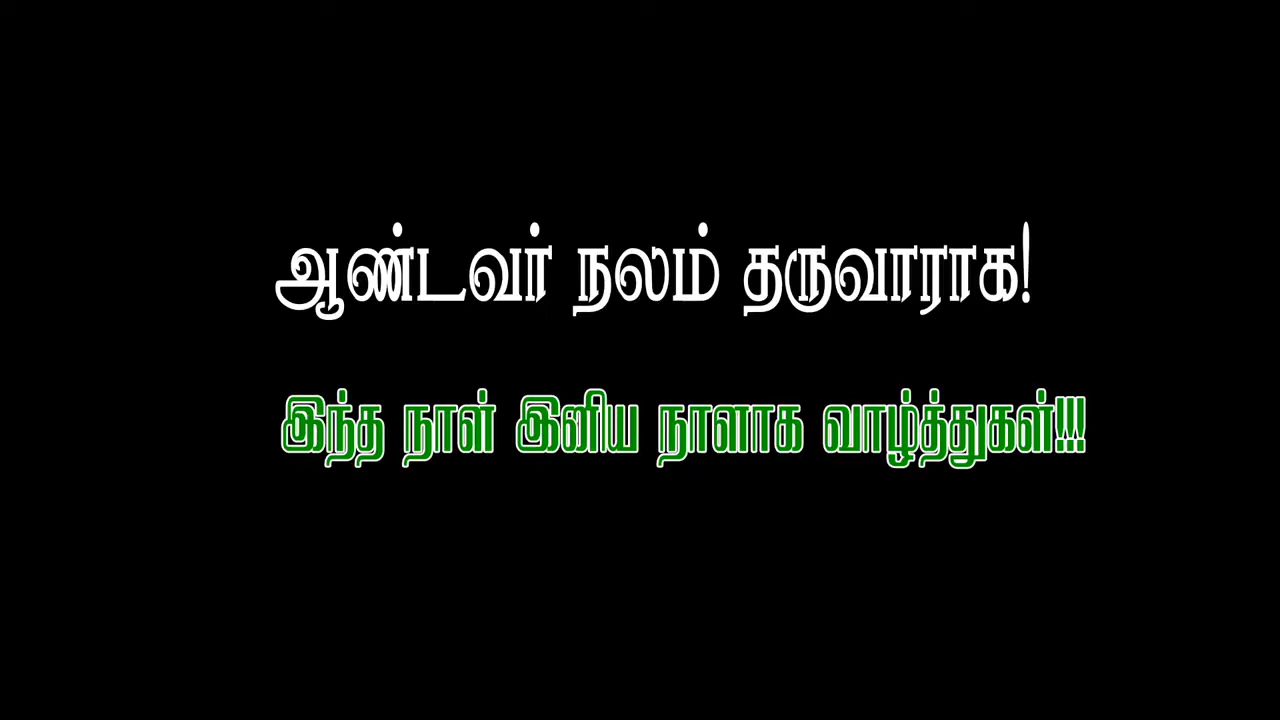 ஆண்டவர் நலம் தருவாராக!
இந்த நாள் இனிய நாளாக வாழ்த்துகள்!!!